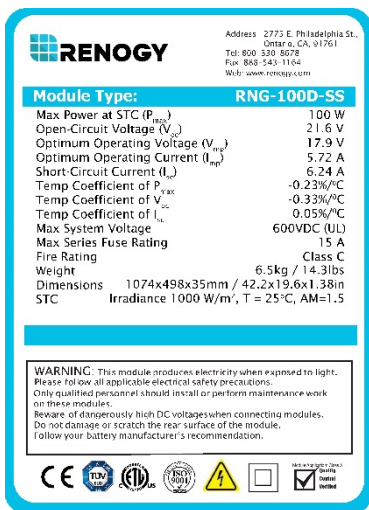 RENOGY
Address 2775 E. Philadelphia St.,
Ontario, CA, 91761
Tel: 800-330-8678
Fax: 888-543-1164
Web: www.renogy.com
Module Type: RNG-100D-SS
Max Power at STC (Pmax) 100 W
Open-Circuit Voltage (Voc) 21.6 V
Optimum Operating Voltage (Vmp) 17.9 V
Optimum Operating Current (Imp) 5.72 A
Short-Circuit Current (Isc) 6.24 A
Temp Coefficient of Pmax -0.23%/°C
Temp Coefficient of Voc -0.33%/°C
Temp Coefficient of Isc 0.05%/°C
Max System Voltage 600VDC (UL)
Max Series Fuse Rating 15 A
Fire Rating Class C
Weight 6.5kg / 14.3lbs
Dimensions 1074x498x35mm / 42.2x19.6x1.38in
STC Irradiance 1000 W/m², T = 25°C, AM=1.5
WARNING: This module produces electricity when exposed to light.
Please follow all applicable electrical safety precautions.
Only qualified personnel should install or perform maintenance work
on these modules.
Beware of dangerously high DC voltageswhen connecting modules.
Do not damage or scratch the rear surface of the module.
Follow your battery manufacturer's recommendation.
CE TÜV c ETL us ISO 9001
Quality
Control
Verified